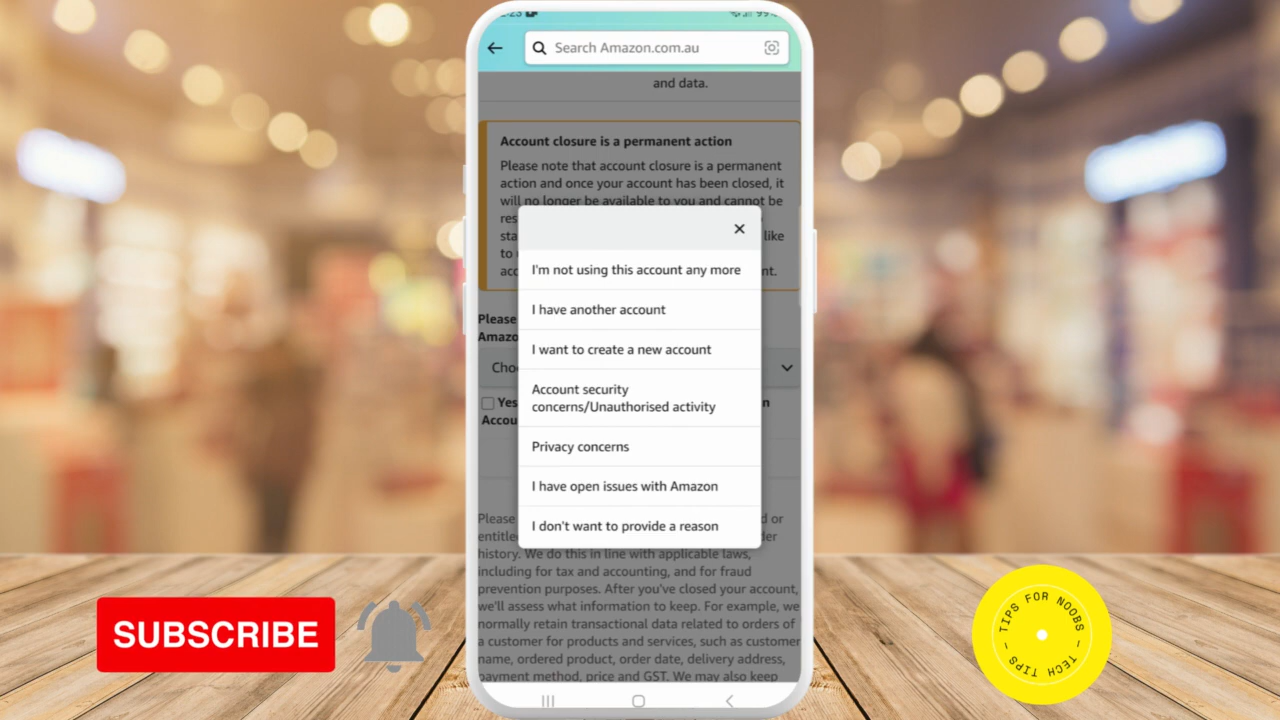 Search Amazon.com.au
and data.
Account closure is a permanent action
Please note that account closure is a permanent
action and once your account has been closed, it
will no longer be available to you and cannot be
res
sta like
to
acc nt.
I'm not using this account any more
I have another account
I want to create a new account
Account security
concerns/Unauthorised activity
Privacy concerns
I have open issues with Amazon
I don't want to provide a reason
Please
Amazo
Cho
Yes n
Accou
Please d or
entitle der
history. We do this in line with applicable laws,
including for tax and accounting, and for fraud
prevention purposes. After you've closed your account,
we'll assess what information to keep. For example, we
normally retain transactional data related to orders of
a customer for products and services, such as customer
name, ordered product, order date, delivery address,
payment method, price and GST. We may also keep
SUBSCRIBE
TIPS FOR NOOBS
- TECH TIPS -